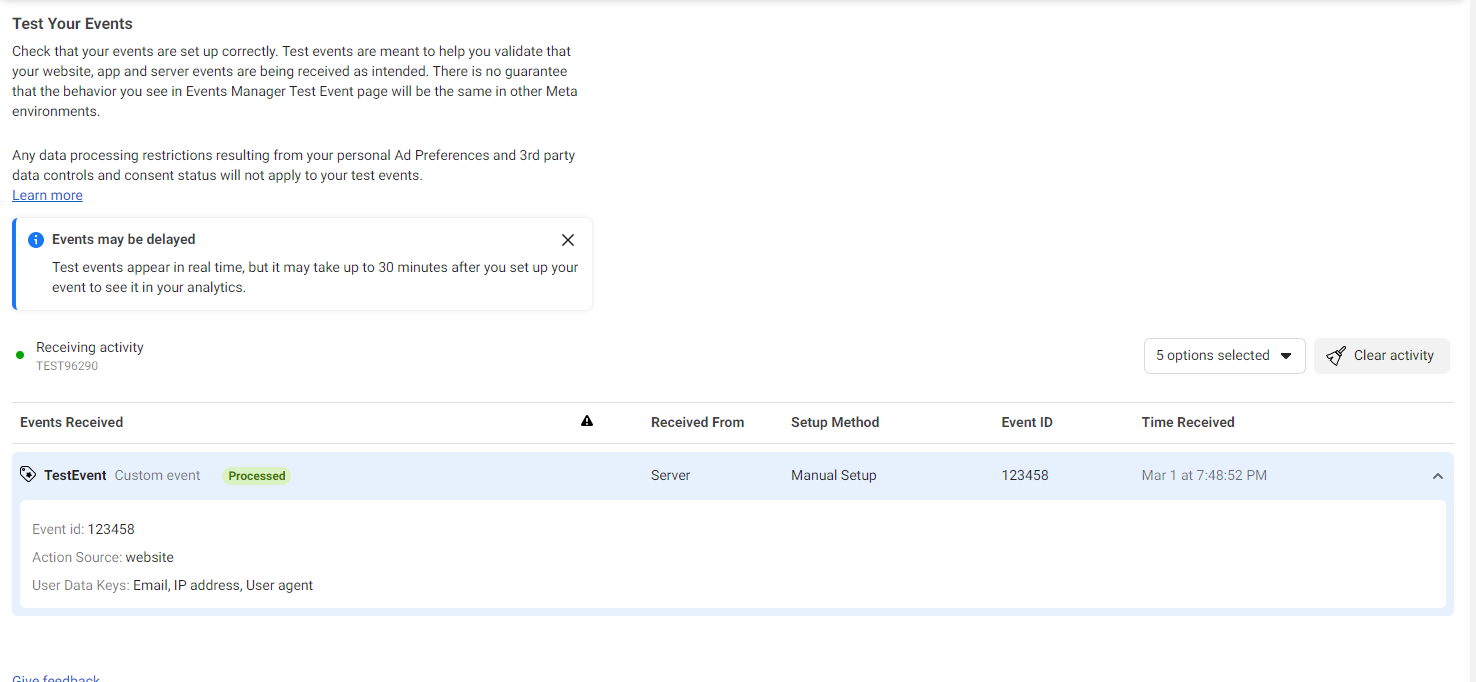 Test Your Events
Check that your events are set up correctly. Test events are meant to help you validate that
your website, app and server events are being received as intended. There is no guarantee
that the behavior you see in Events Manager Test Event page will be the same in other Meta
environments.
Any data processing restrictions resulting from your personal Ad Preferences and 3rd party
data controls and consent status will not apply to your test events.
Learn more
Events may be delayed
Test events appear in real time, but it may take up to 30 minutes after you set up your
event to see it in your analytics.
Receiving activity
TEST96290
5 options selected
Clear activity
Events Received Received From Setup Method Event ID Time Received
TestEvent Custom event Processed Server Manual Setup 123458 Mar 1 at 7:48:52 PM
Event id: 123458
Action Source: website
User Data Keys: Email, IP address, User agent
Give feedback